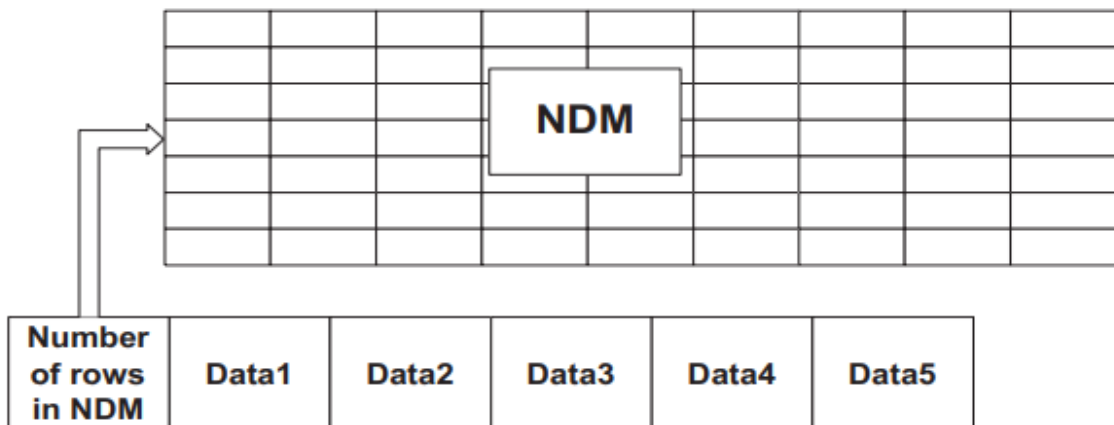 NDM
Number
of rows
in NDM
Data1
Data2
Data3
Data4
Data5